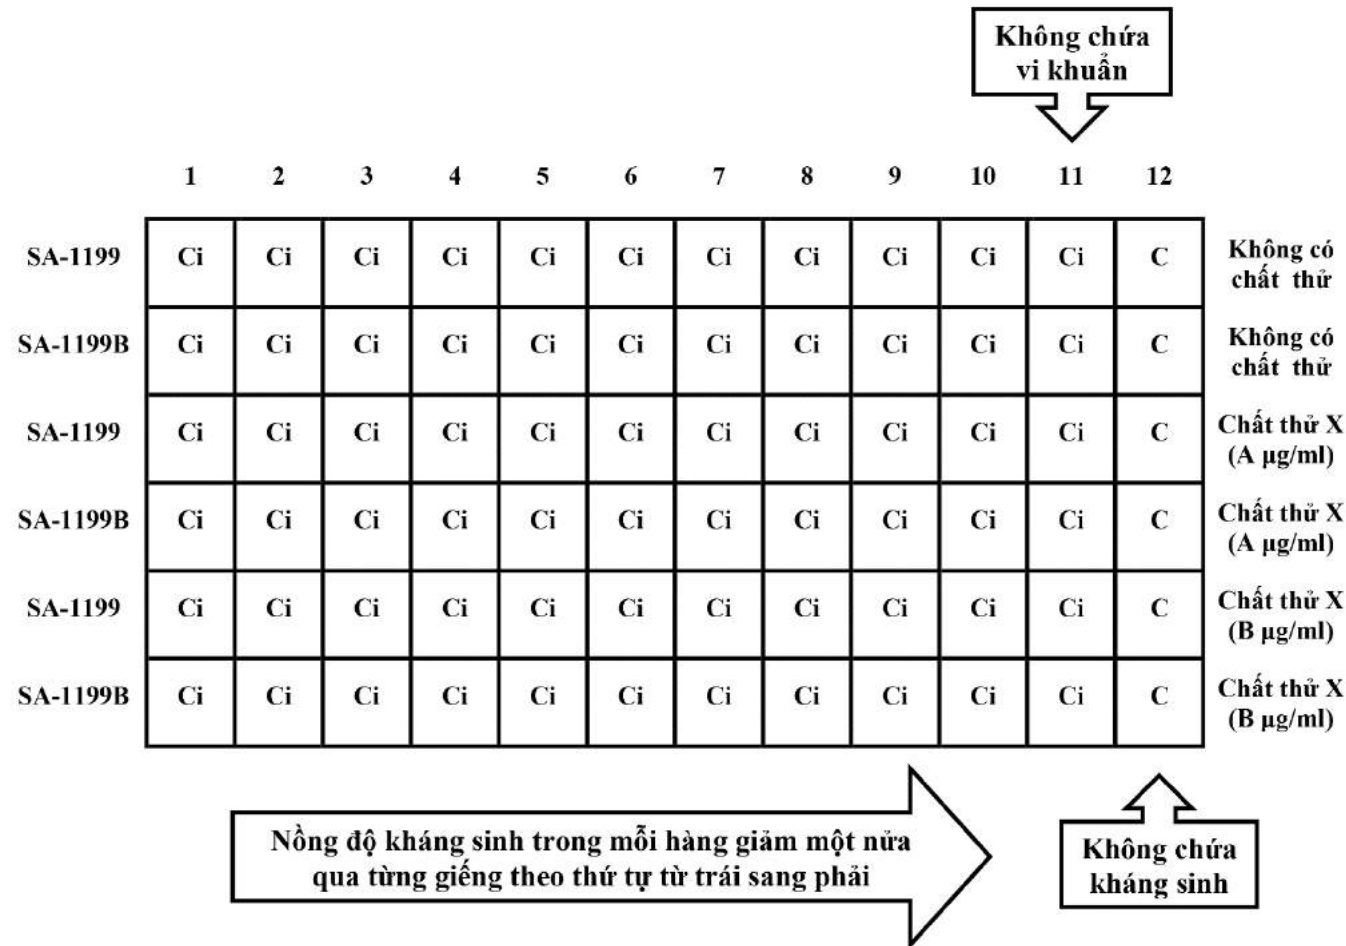 Không chứa
vi khuẩn
1 2 3 4 5 6 7 8 9 10 11 12
SA-1199 Ci Ci Ci Ci Ci Ci Ci Ci Ci Ci Ci C Không có
chất thử
SA-1199B Ci Ci Ci Ci Ci Ci Ci Ci Ci Ci Ci C Không có
chất thử
SA-1199 Ci Ci Ci Ci Ci Ci Ci Ci Ci Ci Ci C Chất thử X
(A µg/ml)
SA-1199B Ci Ci Ci Ci Ci Ci Ci Ci Ci Ci Ci C Chất thử X
(A µg/ml)
SA-1199 Ci Ci Ci Ci Ci Ci Ci Ci Ci Ci Ci C Chất thử X
(B µg/ml)
SA-1199B Ci Ci Ci Ci Ci Ci Ci Ci Ci Ci Ci C Chất thử X
(B µg/ml)
Nồng độ kháng sinh trong mỗi hàng giảm một nửa
qua từng giếng theo thứ tự từ trái sang phải
Không chứa
kháng sinh